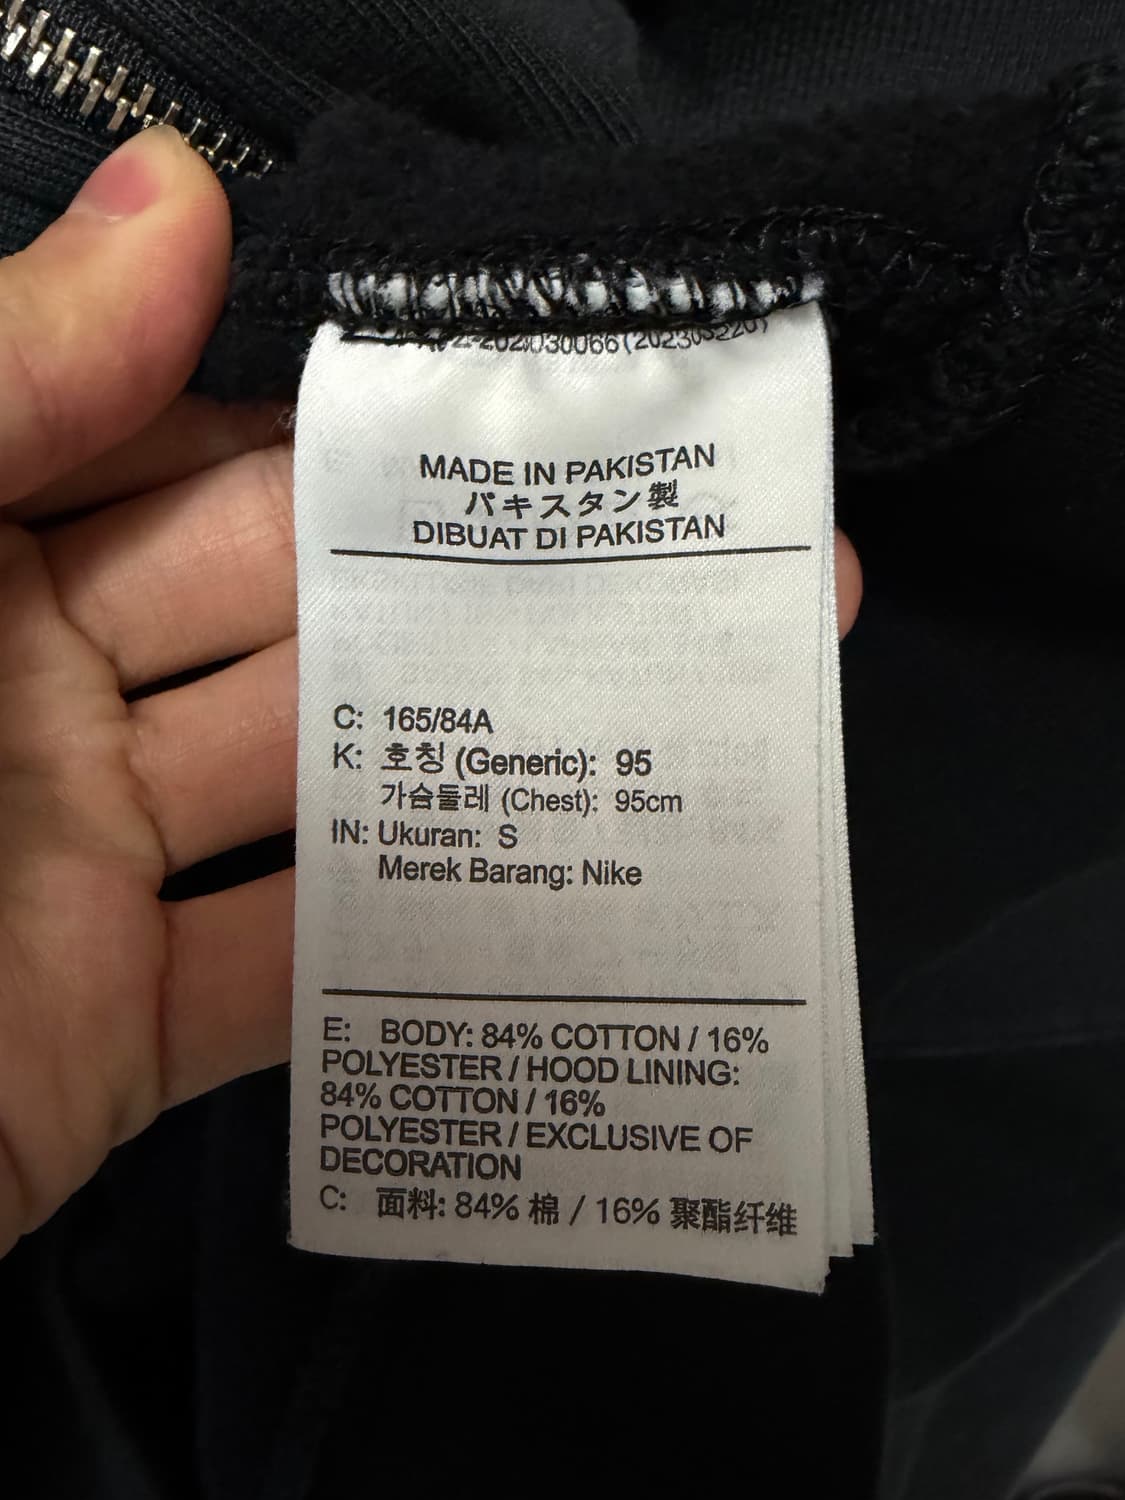 MADE IN PAKISTAN
パキスタン製
DIBUAT DI PAKISTAN
C: 165/84A
K: 호칭 (Generic): 95
가슴둘레 (Chest): 95cm
IN: Ukuran: S
Merek Barang: Nike
E: BODY: 84% COTTON / 16%
POLYESTER / HOOD LINING:
84% COTTON / 16%
POLYESTER / EXCLUSIVE OF
DECORATION
C: 面料: 84% 棉 / 16% 聚酯纤维